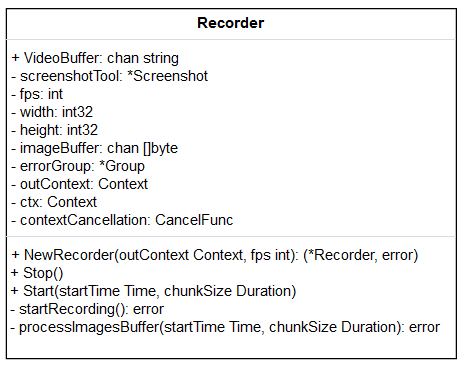 Recorder
+ VideoBuffer: chan string
- screenshotTool: *Screenshot
- fps: int
- width: int32
- height: int32
- imageBuffer: chan []byte
- errorGroup: *Group
- outContext: Context
- ctx: Context
- contextCancellation: CancelFunc
+ NewRecorder(outContext Context, fps int): (*Recorder, error)
+ Stop()
+ Start(startTime Time, chunkSize Duration)
- startRecording(): error
- processImagesBuffer(startTime Time, chunkSize Duration): error